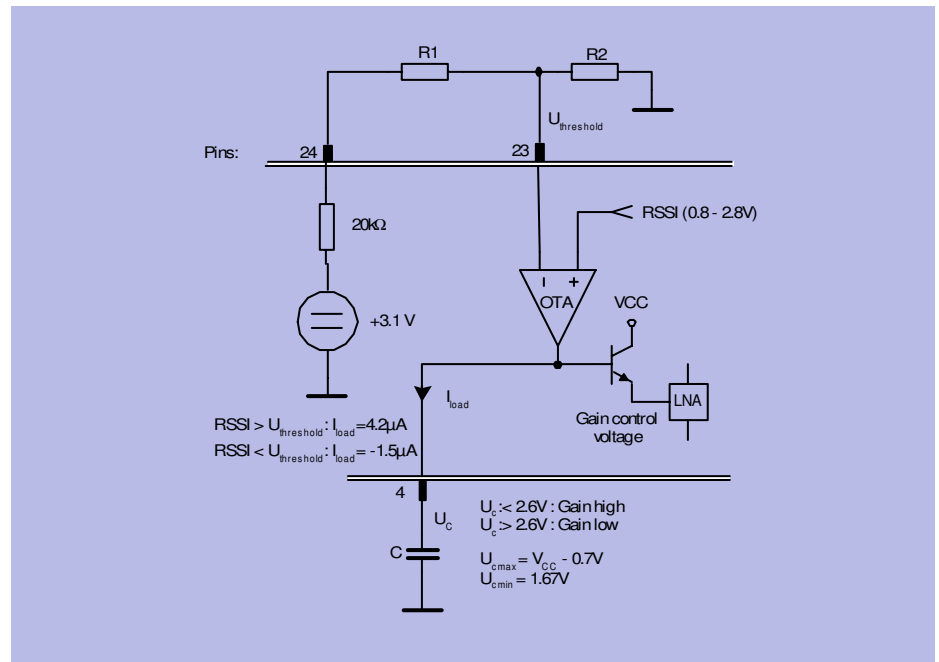 R1
R2
Uthreshold
Pins:
24
23
RSSI (0.8 - 2.8V)
20kΩ
- +
OTA
VCC
+3.1 V
Iload
LNA
Gain control
voltage
RSSI > Uthreshold: Iload=4.2µA
RSSI < Uthreshold: Iload= -1.5µA
4
UC
Uc:< 2.6V : Gain high
Uc:> 2.6V : Gain low
C
Ucmax= VCC - 0.7V
Ucmin= 1.67V